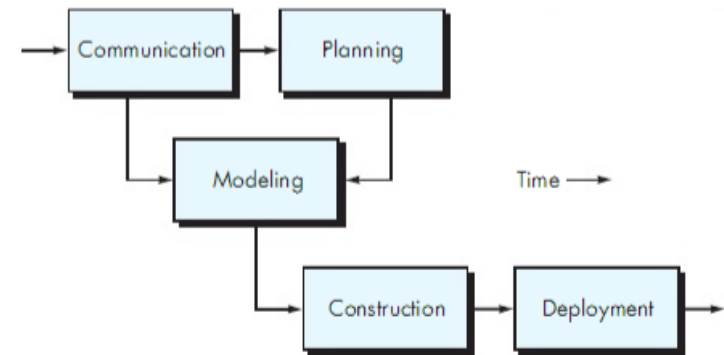 Communication
Planning
Modeling
Time
Construction
Deployment